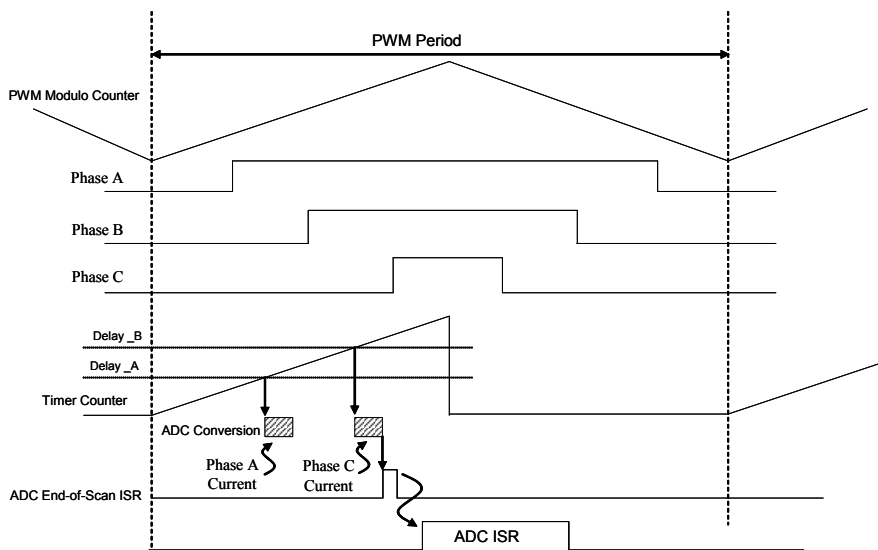 PWM Period
PWM Modulo Counter
Phase A
Phase B
Phase C
Delay _B
Delay _A
Timer Counter
ADC Conversion
Phase A
Current
Phase C
Current
ADC End-of-Scan ISR
ADC ISR